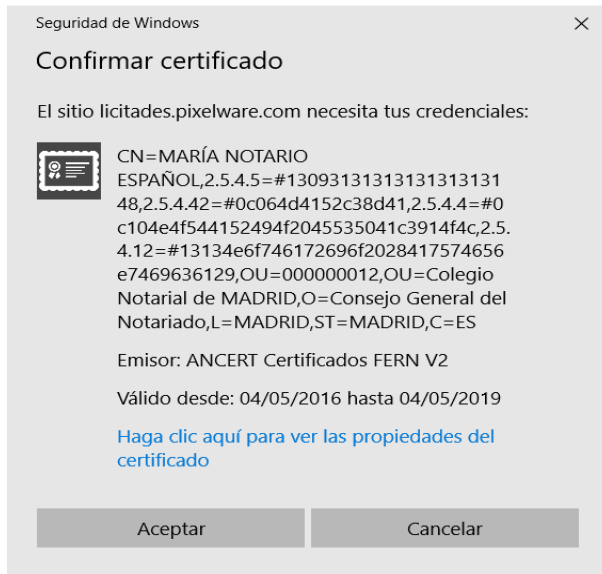 Seguridad de Windows
Confirmar certificado
El sitio licitades.pixelware.com necesita tus credenciales:
CN=MARÍA NOTARIO
ESPAÑOL,2.5.4.5=#13093131313131313131
48,2.5.4.42=#0c064d4152c38d41,2.5.4.4=#0
c104e4f544152494f2045535041c3914f4c,2.5.
4.12=#13134e6f746172696f2028417574656
e7469636129,OU=000000012,OU=Colegio
Notarial de MADRID,O=Consejo General del
Notariado,L=MADRID,ST=MADRID,C=ES
Emisor: ANCERT Certificados FERN V2
Válido desde: 04/05/2016 hasta 04/05/2019
Haga clic aquí para ver las propiedades del
certificado
Aceptar
Cancelar